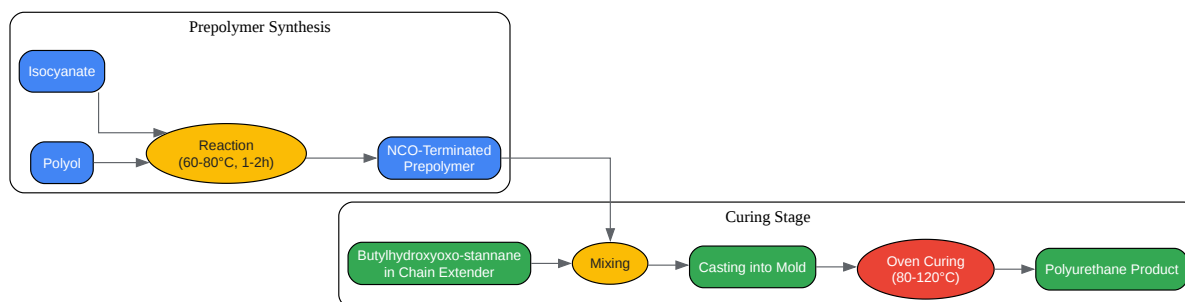 Prepolymer Synthesis
Isocyanate
Polyol
Reaction
(60-80°C, 1-2h)
NCO-Terminated
Prepolymer
Curing Stage
Butylhydroxyoxo-stannane
in Chain Extender
Mixing
Casting into Mold
Oven Curing
(80-120°C)
Polyurethane Product